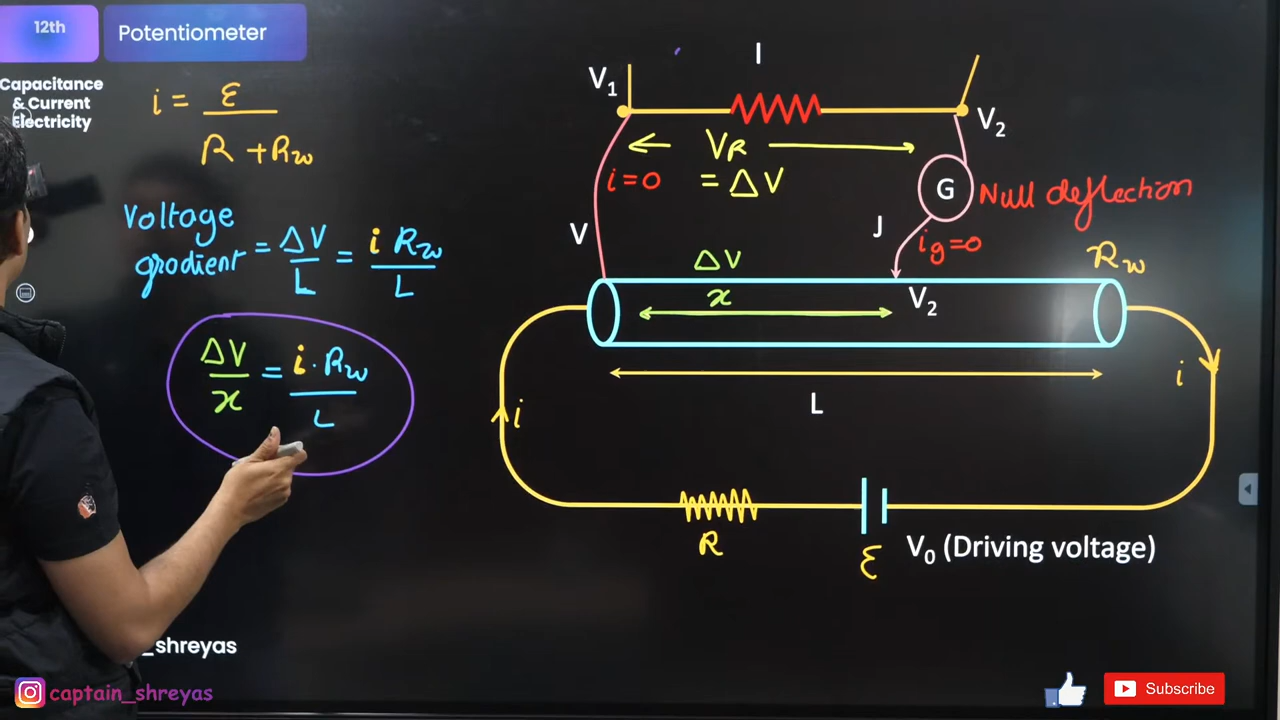 12th
Potentiometer
Capacitance
& Current
Electricity
i = ε
R + Rw
Voltage
gradient = ΔV = i Rw
L L
ΔV = i · Rw
x L
I
V₁
V₂
VR
= ΔV
i = 0
G
Null deflection
V
J
ig = 0
ΔV
x
V₂
Rw
L
i
i
R
ε
V₀ (Driving voltage)
_shreyas
captain_shreyas
Subscribe